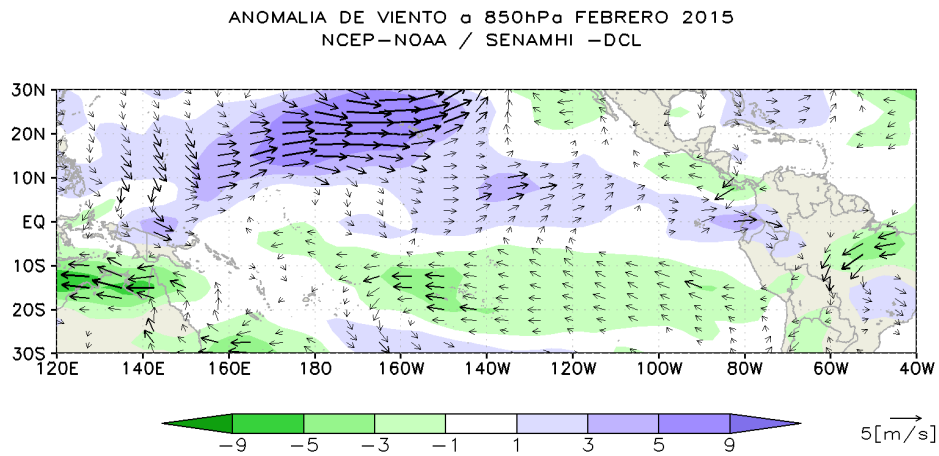 ANOMALIA DE VIENTO a 850hPa FEBRERO 2015
NCEP-NOAA / SENAMHI -DCL
30N
20N
10N
EQ
10S
20S
30S
120E 140E 160E 180 160W 140W 120W 100W 80W 60W 40W
-9 -5 -3 -1 1 3 5 9
5[m/s]